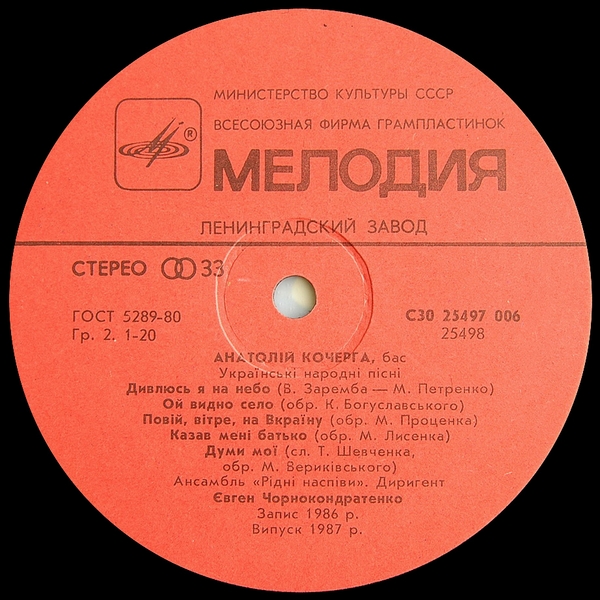 МИНИСТЕРСТВО КУЛЬТУРЫ СССР
ВСЕСОЮЗНАЯ ФИРМА ГРАМПЛАСТИНОК
®
МЕЛОДИЯ
ЛЕНИНГРАДСКИЙ ЗАВОД
СТЕРЕО 33
ГОСТ 5289-80
Гр. 2. 1-20
С30 25497 006
25498
АНАТОЛІЙ КОЧЕРГА, бас
Українські народні пісні
Дивлюсь я на небо (В. Заремба — М. Петренко)
Ой видно село (обр. К. Богуславського)
Повій, вітре, на Вкраїну (обр. М. Проценка)
Казав мені батько (обр. М. Лисенка)
Думи мої (сл. Т. Шевченка,
обр. М. Вериківського)
Ансамбль «Рідні наспіви». Диригент
Євген Чорнокондратенко
Запис 1986 р.
Випуск 1987 р.